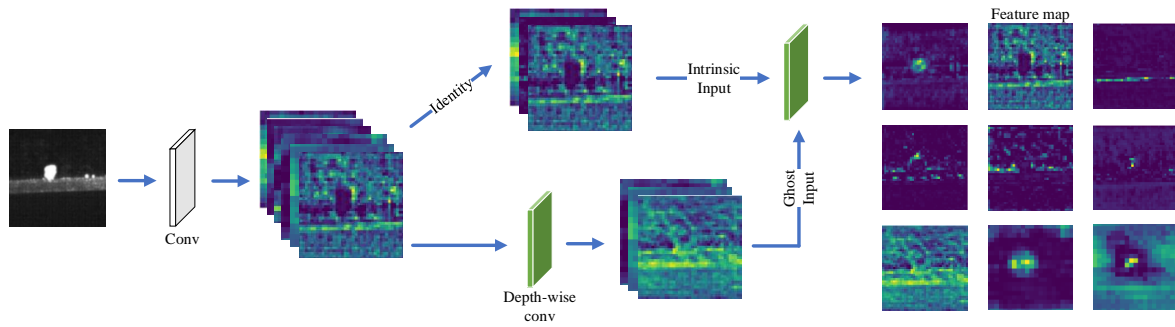 Feature map
Identity
Intrinsic
Input
Conv
Ghost
Input
Depth-wise
conv